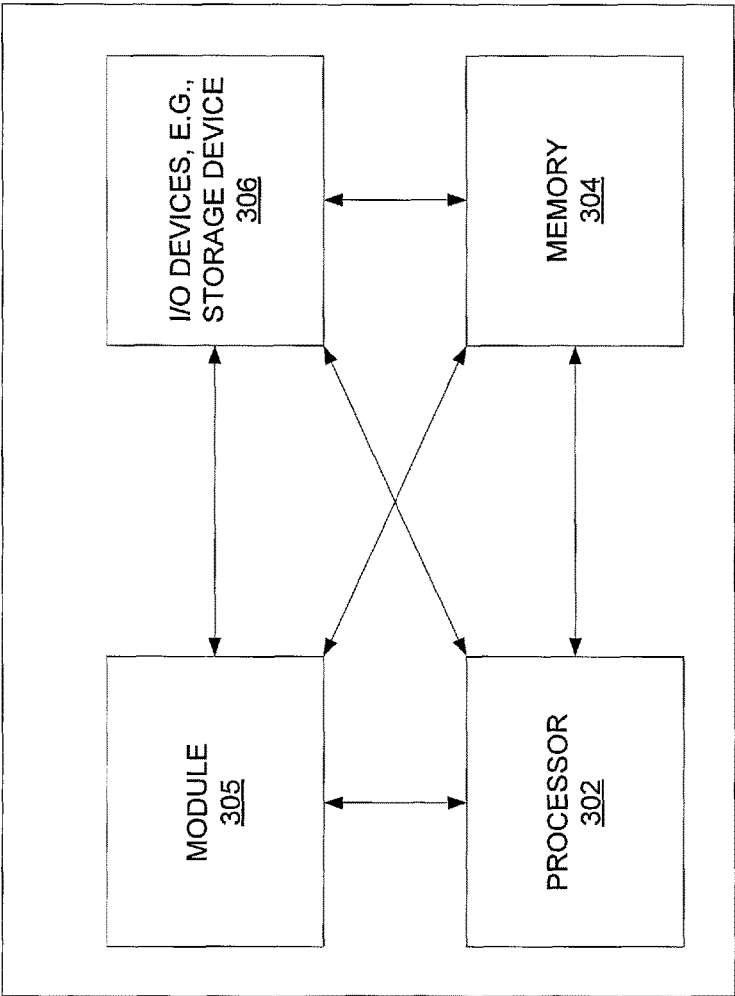 MODULE
305
I/O DEVICES, E.G.,
STORAGE DEVICE
306
PROCESSOR
302
MEMORY
304